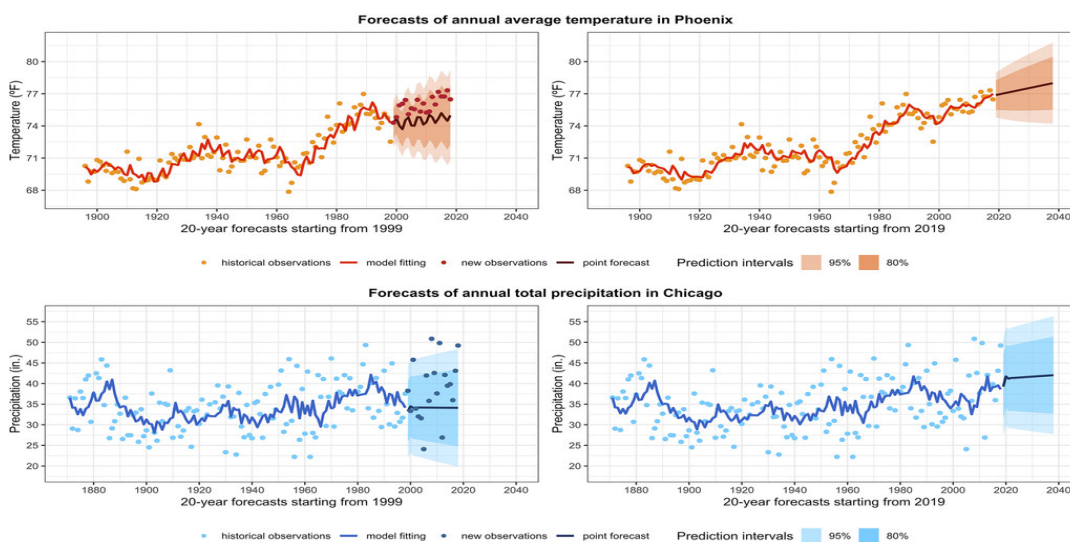 Forecasts of annual average temperature in Phoenix
Temperature (ºF)
80
77
74
71
68
1900 1920 1940 1960 1980 2000 2020 2040
20-year forecasts starting from 1999
Temperature (ºF)
80
77
74
71
68
1900 1920 1940 1960 1980 2000 2020 2040
20-year forecasts starting from 2019
historical observations model fitting new observations point forecast Prediction intervals 95% 80%
Forecasts of annual total precipitation in Chicago
Precipitation (in.)
55
50
45
40
35
30
25
20
1880 1900 1920 1940 1960 1980 2000 2020 2040
20-year forecasts starting from 1999
Precipitation (in.)
55
50
45
40
35
30
25
20
1880 1900 1920 1940 1960 1980 2000 2020 2040
20-year forecasts starting from 2019
historical observations model fitting new observations point forecast Prediction intervals 95% 80%